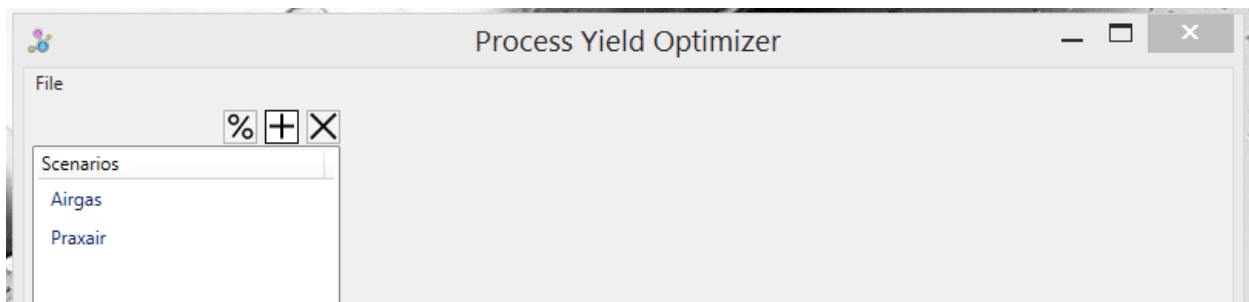 Process Yield Optimizer
File
%
Scenarios
Airgas
Praxair